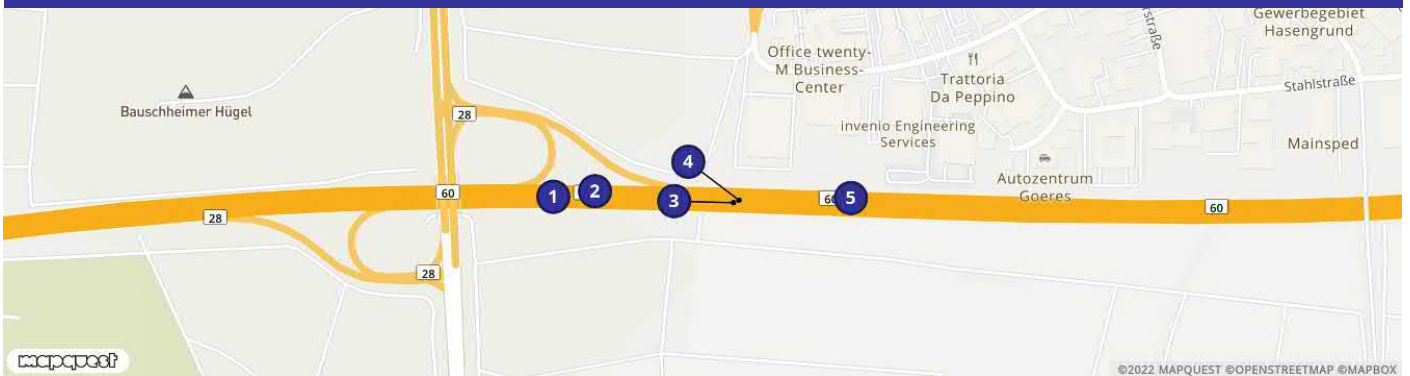 Gewerbegebiet
Hasengrund
Office twenty-
M Business-
Center
Trattoria
Da Peppino
Stahlstraße
Bauschheimer Hügel
28
invenio Engineering
Services
Mainsped
4
Autozentrum
Goeres
60
1
2
3
60
5
60
28
28
mapquest
©2022 MAPQUEST ©OPENSTREETMAP ©MAPBOX